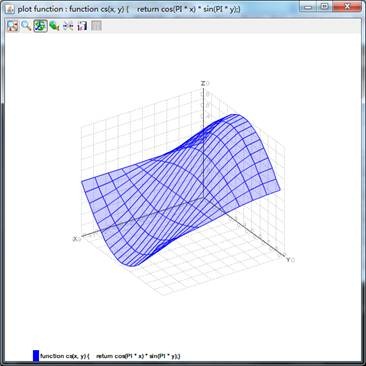 plot function : function cs(x, y) { return cos(PI * x) * sin(PI * y);}
Z
X
Y
function cs(x, y) { return cos(PI * x) * sin(PI * y);}